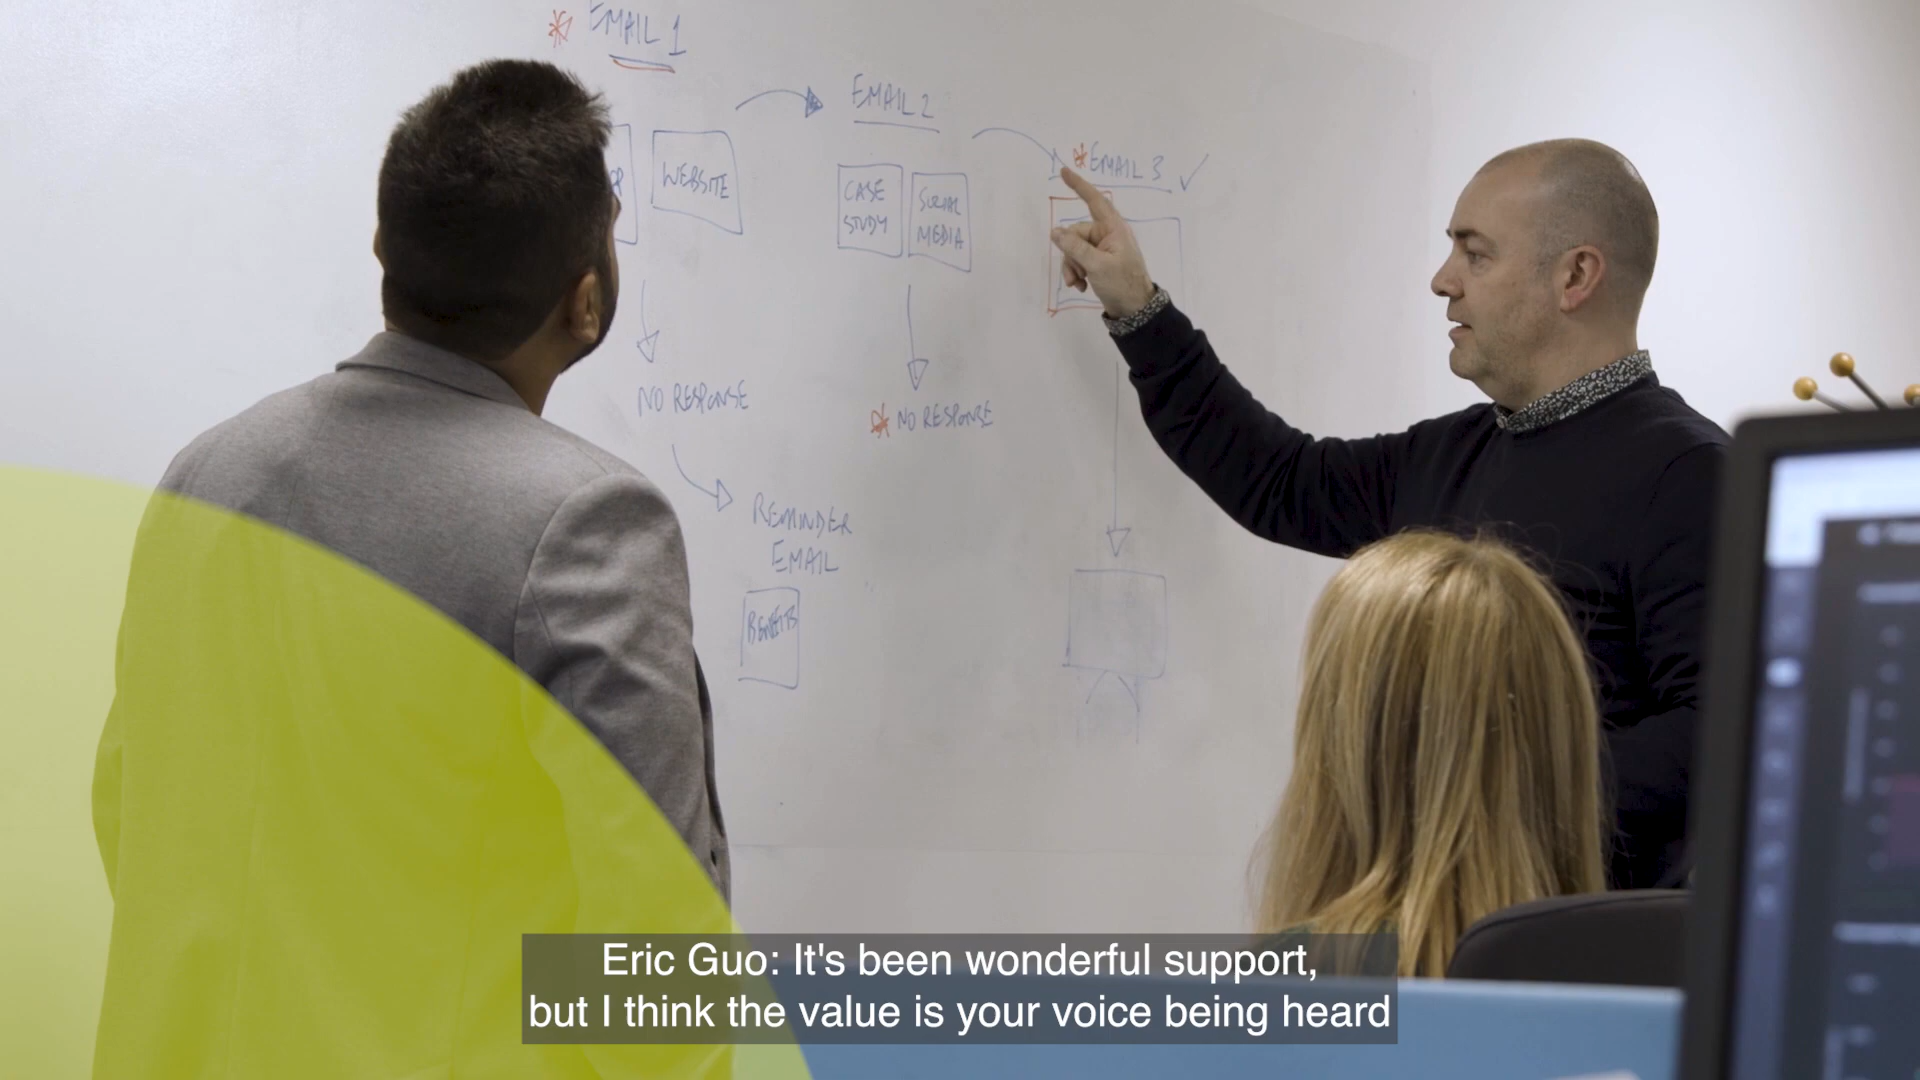 EMAIL 1
EMAIL 2
EMAIL 3
WEBSITE
CASE
STUDY
SOCIAL
MEDIA
NO RESPONSE
NO RESPONSE
REMINDER
EMAIL
BENEFITS
Eric Guo: It's been wonderful support,
but I think the value is your voice being heard